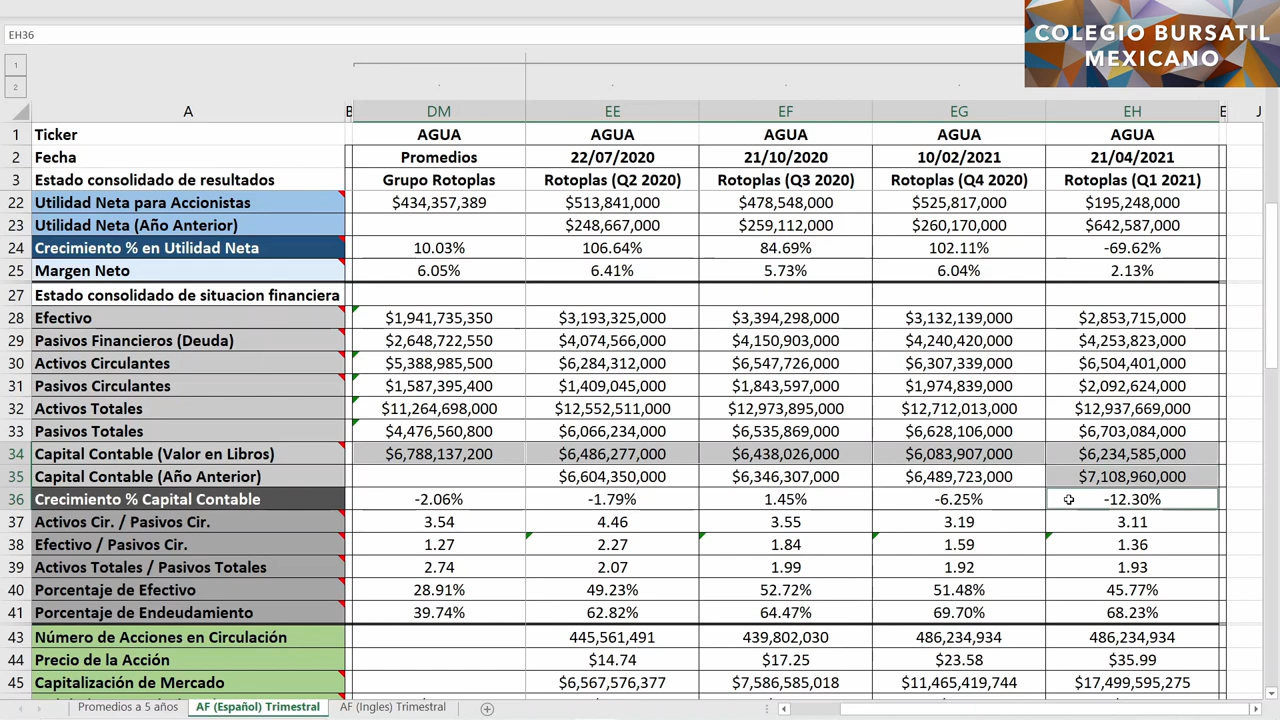 EH36
COLEGIO BURSATIL
MEXICANO
1
2
A B DM EE EF EG EH E J
1 Ticker AGUA AGUA AGUA AGUA AGUA
2 Fecha Promedios 22/07/2020 21/10/2020 10/02/2021 21/04/2021
3 Estado consolidado de resultados Grupo Rotoplas Rotoplas (Q2 2020) Rotoplas (Q3 2020) Rotoplas (Q4 2020) Rotoplas (Q1 2021)
22 Utilidad Neta para Accionistas $434,357,389 $513,841,000 $478,548,000 $525,817,000 $195,248,000
23 Utilidad Neta (Año Anterior) $248,667,000 $259,112,000 $260,170,000 $642,587,000
24 Crecimiento % en Utilidad Neta 10.03% 106.64% 84.69% 102.11% -69.62%
25 Margen Neto 6.05% 6.41% 5.73% 6.04% 2.13%
27 Estado consolidado de situacion financiera
28 Efectivo $1,941,735,350 $3,193,325,000 $3,394,298,000 $3,132,139,000 $2,853,715,000
29 Pasivos Financieros (Deuda) $2,648,722,550 $4,074,566,000 $4,150,903,000 $4,240,420,000 $4,253,823,000
30 Activos Circulantes $5,388,985,500 $6,284,312,000 $6,547,726,000 $6,307,339,000 $6,504,401,000
31 Pasivos Circulantes $1,587,395,400 $1,409,045,000 $1,843,597,000 $1,974,839,000 $2,092,624,000
32 Activos Totales $11,264,698,000 $12,552,511,000 $12,973,895,000 $12,712,013,000 $12,937,669,000
33 Pasivos Totales $4,476,560,800 $6,066,234,000 $6,535,869,000 $6,628,106,000 $6,703,084,000
34 Capital Contable (Valor en Libros) $6,788,137,200 $6,486,277,000 $6,438,026,000 $6,083,907,000 $6,234,585,000
35 Capital Contable (Año Anterior) $6,604,350,000 $6,346,307,000 $6,489,723,000 $7,108,960,000
36 Crecimiento % Capital Contable -2.06% -1.79% 1.45% -6.25% -12.30%
37 Activos Cir. / Pasivos Cir. 3.54 4.46 3.55 3.19 3.11
38 Efectivo / Pasivos Cir. 1.27 2.27 1.84 1.59 1.36
39 Activos Totales / Pasivos Totales 2.74 2.07 1.99 1.92 1.93
40 Porcentaje de Efectivo 28.91% 49.23% 52.72% 51.48% 45.77%
41 Porcentaje de Endeudamiento 39.74% 62.82% 64.47% 69.70% 68.23%
43 Número de Acciones en Circulación 445,561,491 439,802,030 486,234,934 486,234,934
44 Precio de la Acción $14.74 $17.25 $23.58 $35.99
45 Capitalización de Mercado $6,567,576,377 $7,586,585,018 $11,465,419,744 $17,499,595,275
Promedios a 5 años AF (Español) Trimestral AF (Ingles) Trimestral